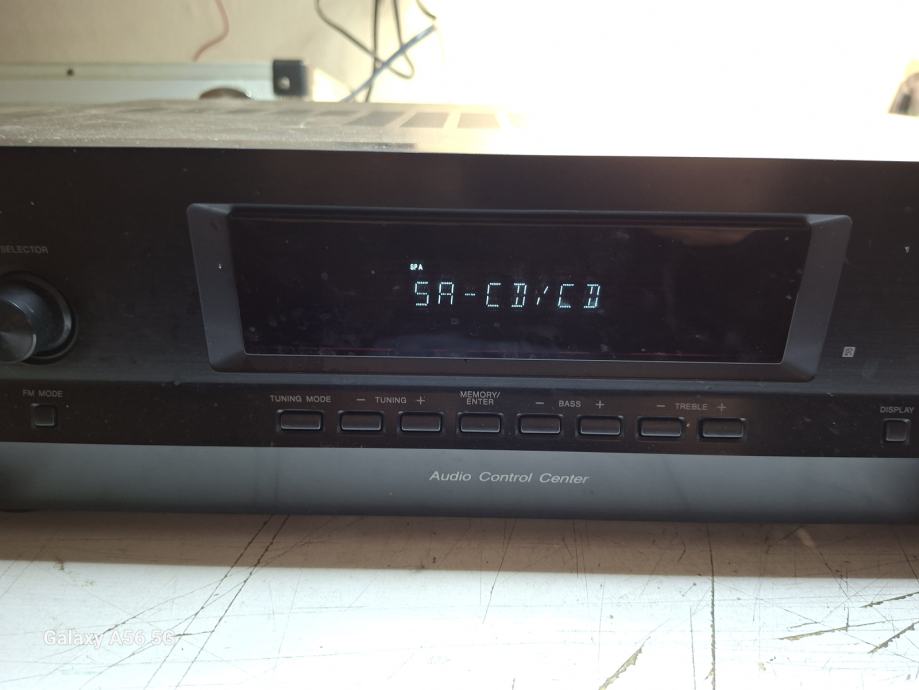 SELECTOR
SP A
SA-CD/CD
FM MODE
TUNING MODE
− TUNING +
MEMORY/
ENTER
− BASS +
− TREBLE +
DISPLAY
Audio Control Center
Galaxy A56 5G